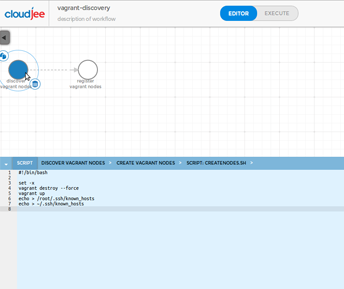 cloudjee
vagrant-discovery
description of workflow
EDITOR
EXECUTE
discover
vagrant nodes
register
vagrant nodes
SCRIPT
DISCOVER VAGRANT NODES
CREATE VAGRANT NODES
SCRIPT: CREATENODES.SH
1 #!/bin/bash
2
3 set -x
4 vagrant destroy --force
5 vagrant up
6 echo > /root/.ssh/known_hosts
7 echo > ~/.ssh/known_hosts
8